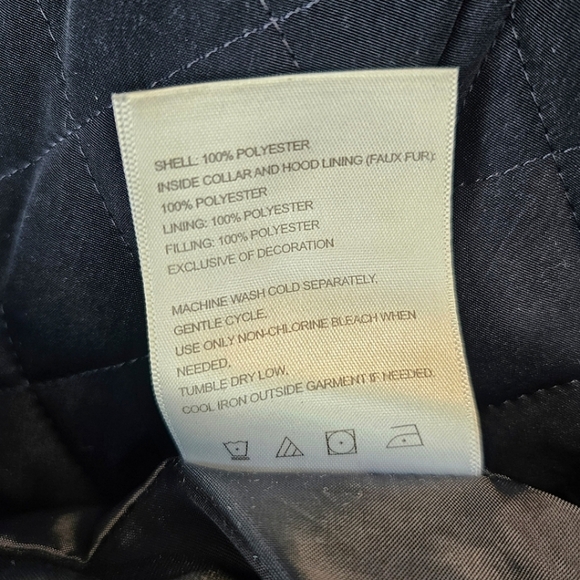 SHELL: 100% POLYESTER
INSIDE COLLAR AND HOOD LINING (FAUX FUR):
100% POLYESTER
LINING: 100% POLYESTER
FILLING: 100% POLYESTER
EXCLUSIVE OF DECORATION
MACHINE WASH COLD SEPARATELY,
GENTLE CYCLE,
USE ONLY NON-CHLORINE BLEACH WHEN
NEEDED,
TUMBLE DRY LOW,
COOL IRON OUTSIDE GARMENT IF NEEDED.